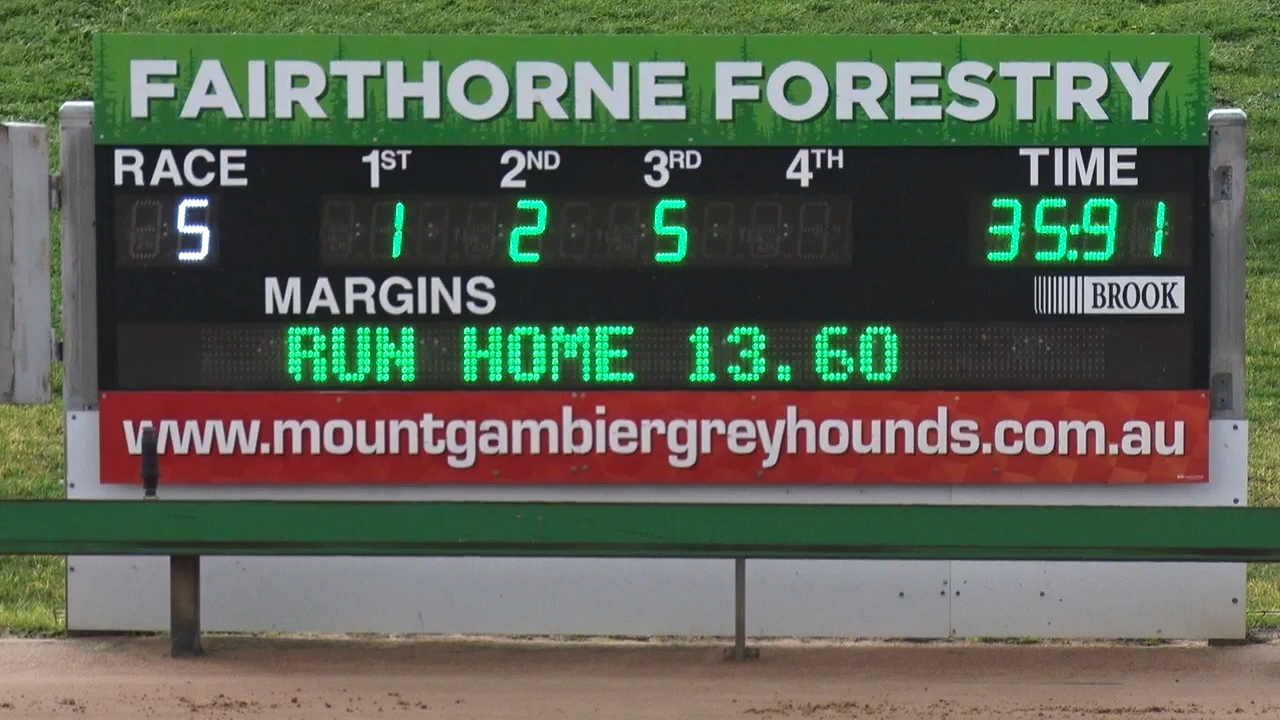 FAIRTHORNE FORESTRY
RACE 1ST 2ND 3RD 4TH TIME
5 1 2 5 35:91
MARGINS
BROOK
RUN HOME 13.60
www.mountgambiergreyhounds.com.au